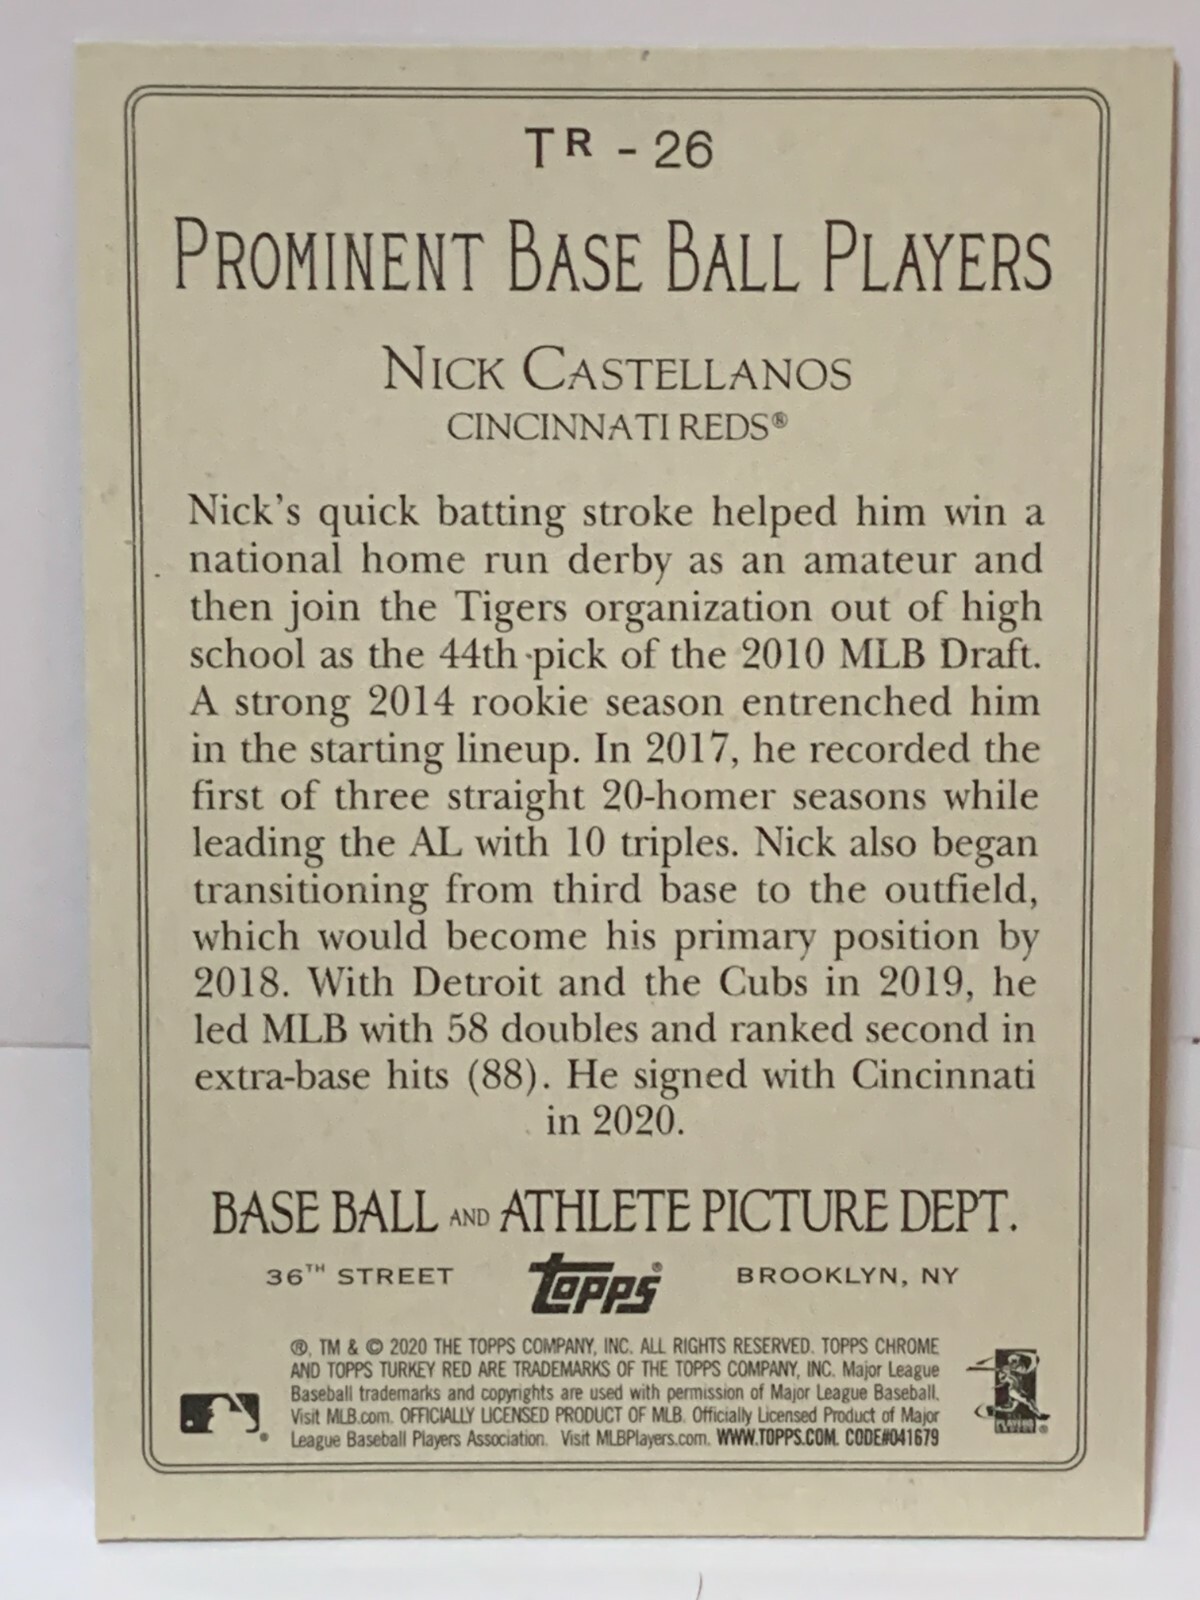 TR - 26
PROMINENT BASE BALL PLAYERS
NICK CASTELLANOS
CINCINNATI REDS®
Nick's quick batting stroke helped him win a
national home run derby as an amateur and
then join the Tigers organization out of high
school as the 44th pick of the 2010 MLB Draft.
A strong 2014 rookie season entrenched him
in the starting lineup. In 2017, he recorded the
first of three straight 20-homer seasons while
leading the AL with 10 triples. Nick also began
transitioning from third base to the outfield,
which would become his primary position by
2018. With Detroit and the Cubs in 2019, he
led MLB with 58 doubles and ranked second in
extra-base hits (88). He signed with Cincinnati
in 2020.
BASE BALL AND ATHLETE PICTURE DEPT.
36TH STREET topps® BROOKLYN, NY
®, TM & © 2020 THE TOPPS COMPANY, INC. ALL RIGHTS RESERVED. TOPPS CHROME
AND TOPPS TURKEY RED ARE TRADEMARKS OF THE TOPPS COMPANY, INC. Major League
Baseball trademarks and copyrights are used with permission of Major League Baseball.
Visit MLB.com. OFFICIALLY LICENSED PRODUCT OF MLB. Officially Licensed Product of Major
League Baseball Players Association. Visit MLBPlayers.com. WWW.TOPPS.COM. CODE#041679